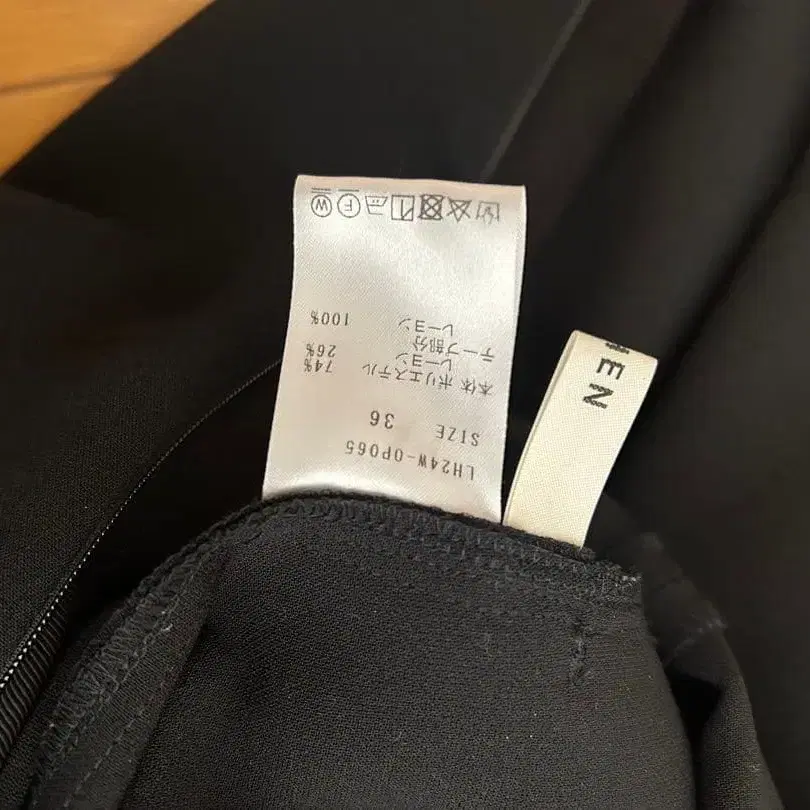 LH24W-OP065
SIZE 36
本体 ポリエステル 74%
レーヨン 26%
テープ部分
レーヨン 100%
F W
EN